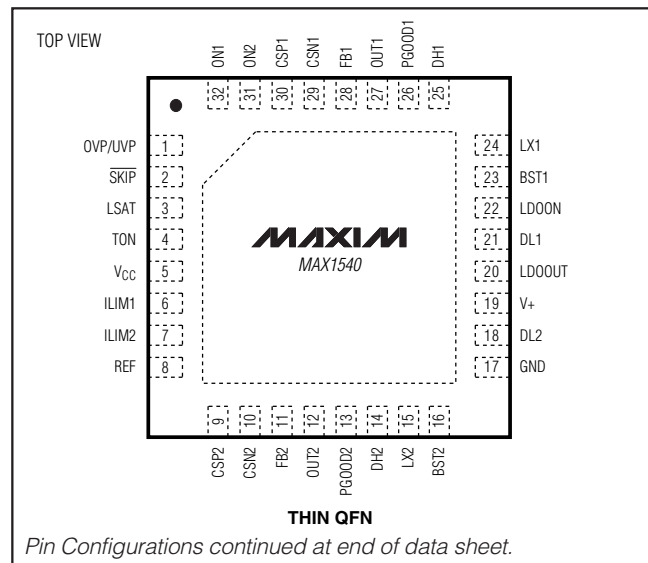 TOP VIEW
ON1
ON2
CSP1
CSN1
FB1
OUT1
PGOOD1
DH1
32 31 30 29 28 27 26 25
OVP/UVP 1
SKIP 2
LSAT 3
TON 4
VCC 5
ILIM1 6
ILIM2 7
REF 8
MAXIM
MAX1540
24 LX1
23 BST1
22 LDOON
21 DL1
20 LDOOUT
19 V+
18 DL2
17 GND
9 10 11 12 13 14 15 16
CSP2
CSN2
FB2
OUT2
PGOOD2
DH2
LX2
BST2
THIN QFN
Pin Configurations continued at end of data sheet.